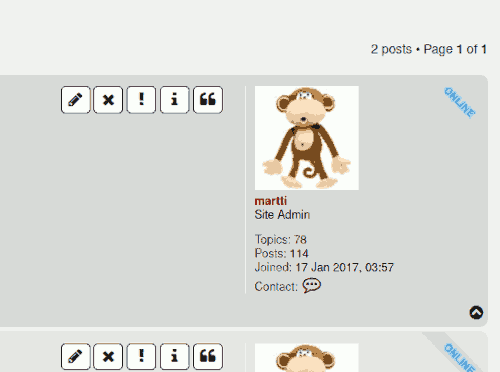 2 posts • Page 1 of 1
ONLINE
martti
Site Admin
Topics: 78
Posts: 114
Joined: 17 Jan 2017, 03:57
Contact:
ONLINE